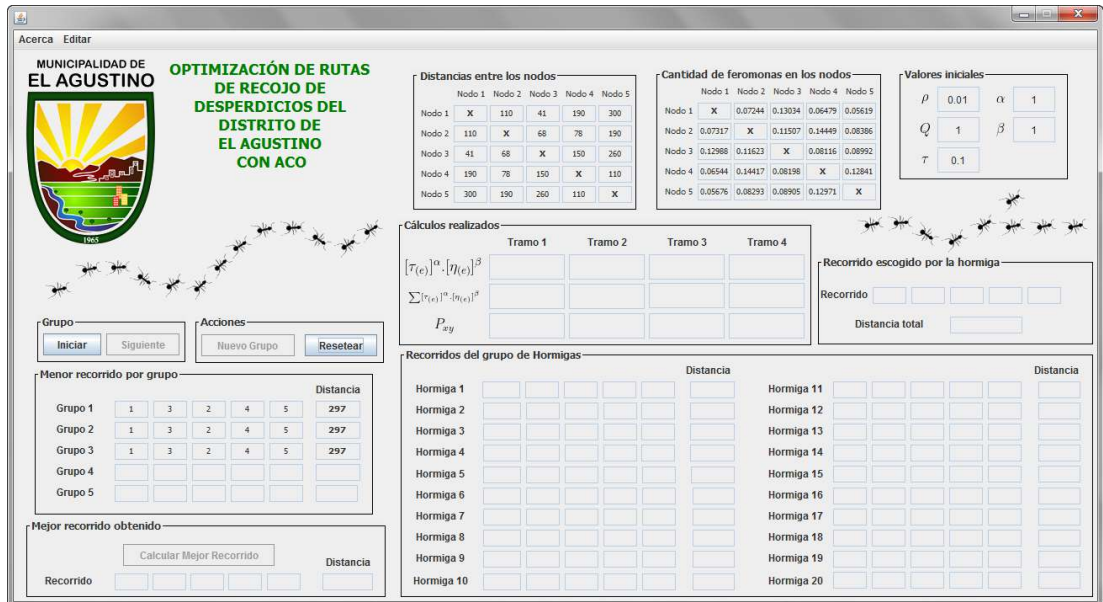 Acerca Editar
MUNICIPALIDAD DE
EL AGUSTINO
1965
OPTIMIZACIÓN DE RUTAS
DE RECOJO DE
DESPERDICIOS DEL
DISTRITO DE
EL AGUSTINO
CON ACO
Distancias entre los nodos
Nodo 1 Nodo 2 Nodo 3 Nodo 4 Nodo 5
Nodo 1 X 110 41 190 300
Nodo 2 110 X 68 78 190
Nodo 3 41 68 X 150 260
Nodo 4 190 78 150 X 110
Nodo 5 300 190 260 110 X
Cantidad de feromonas en los nodos
Nodo 1 Nodo 2 Nodo 3 Nodo 4 Nodo 5
Nodo 1 X 0.07244 0.13034 0.06479 0.05619
Nodo 2 0.07317 X 0.11507 0.14449 0.08386
Nodo 3 0.12988 0.11623 X 0.08116 0.08992
Nodo 4 0.06544 0.14417 0.08198 X 0.12841
Nodo 5 0.05676 0.08293 0.08905 0.12971 X
Valores iniciales
ρ 0.01 α 1
Q 1 β 1
τ 0.1
Cálculos realizados
Tramo 1 Tramo 2 Tramo 3 Tramo 4
[τ(e)]^α.[η(e)]^β
∑[τ(e)]^α.[η(e)]^β
P_xy
Recorrido escogido por la hormiga
Recorrido
Distancia total
Grupo
Iniciar Siguiente
Acciones
Nuevo Grupo Resetear
Menor recorrido por grupo
Distancia
Grupo 1 1 3 2 4 5 297
Grupo 2 1 3 2 4 5 297
Grupo 3 1 3 2 4 5 297
Grupo 4
Grupo 5
Mejor recorrido obtenido
Calcular Mejor Recorrido
Distancia
Recorrido
Recorridos del grupo de Hormigas
Distancia Distancia
Hormiga 1 Hormiga 11
Hormiga 2 Hormiga 12
Hormiga 3 Hormiga 13
Hormiga 4 Hormiga 14
Hormiga 5 Hormiga 15
Hormiga 6 Hormiga 16
Hormiga 7 Hormiga 17
Hormiga 8 Hormiga 18
Hormiga 9 Hormiga 19
Hormiga 10 Hormiga 20